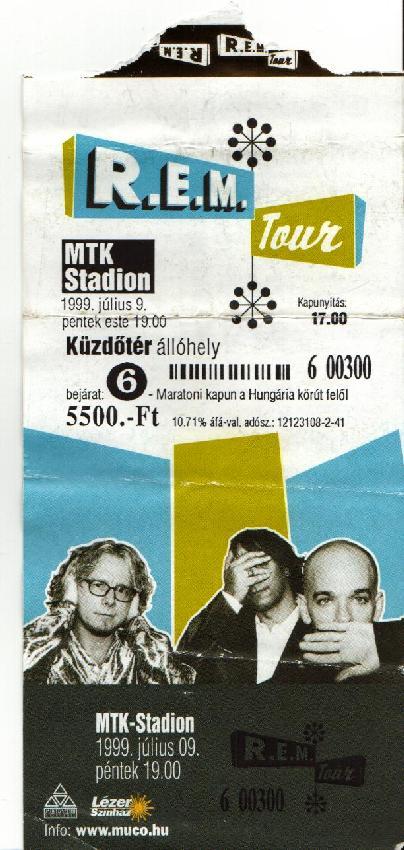 R.E.M.
R.E.M.
Tour
R.E.M.
Tour
MTK
Stadion
1999. július 9.
péntek este 19.00
Kapunyitás:
17.00
Küzdőtér állóhely
6 00300
bejárat: 6 - Maratoni kapun a Hungária körút felől
5500.-Ft 10.71% áfá-val, adósz.: 12123108-2-41
MTK-Stadion
1999. július 09.
péntek 19.00
R.E.M.
Tour
6 00300
Lézer
Színház
Info: www.muco.hu